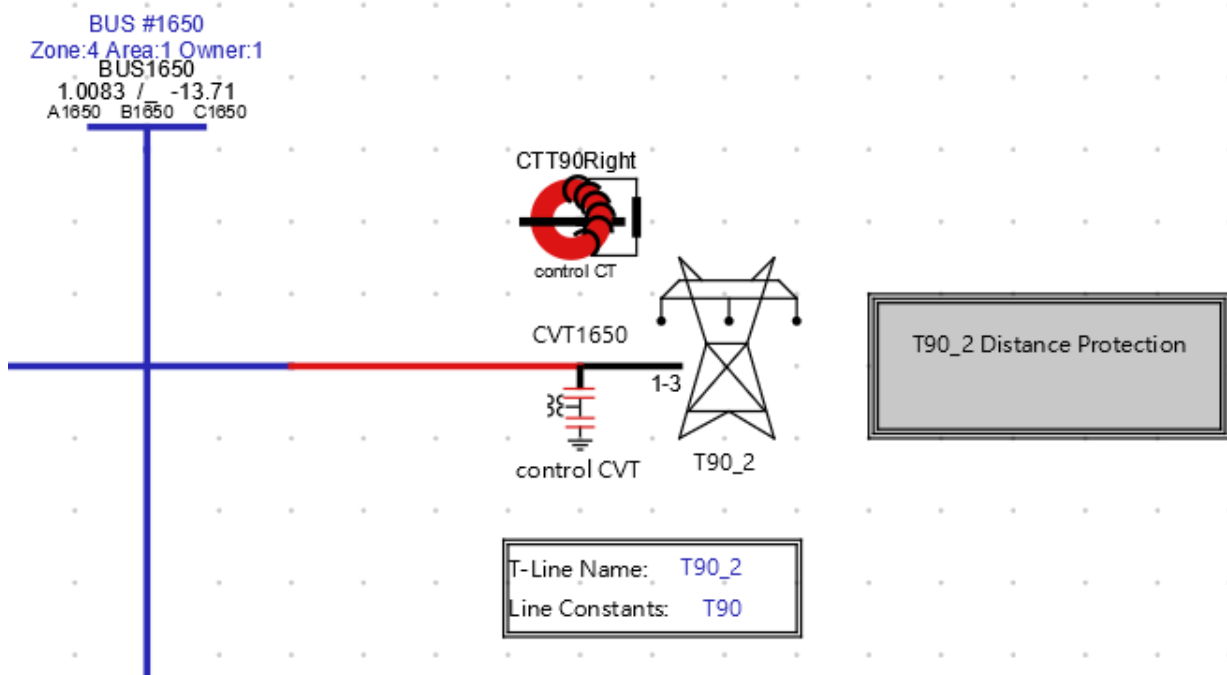 BUS #1650
Zone:4 Area:1 Owner:1
BUS1650
1.0083 /_ -13.71
A1650 B1650 C1650
CTT90Right
control CT
CVT1650
1-3
control CVT
T90_2
T90_2 Distance Protection
T-Line Name: T90_2
Line Constants: T90